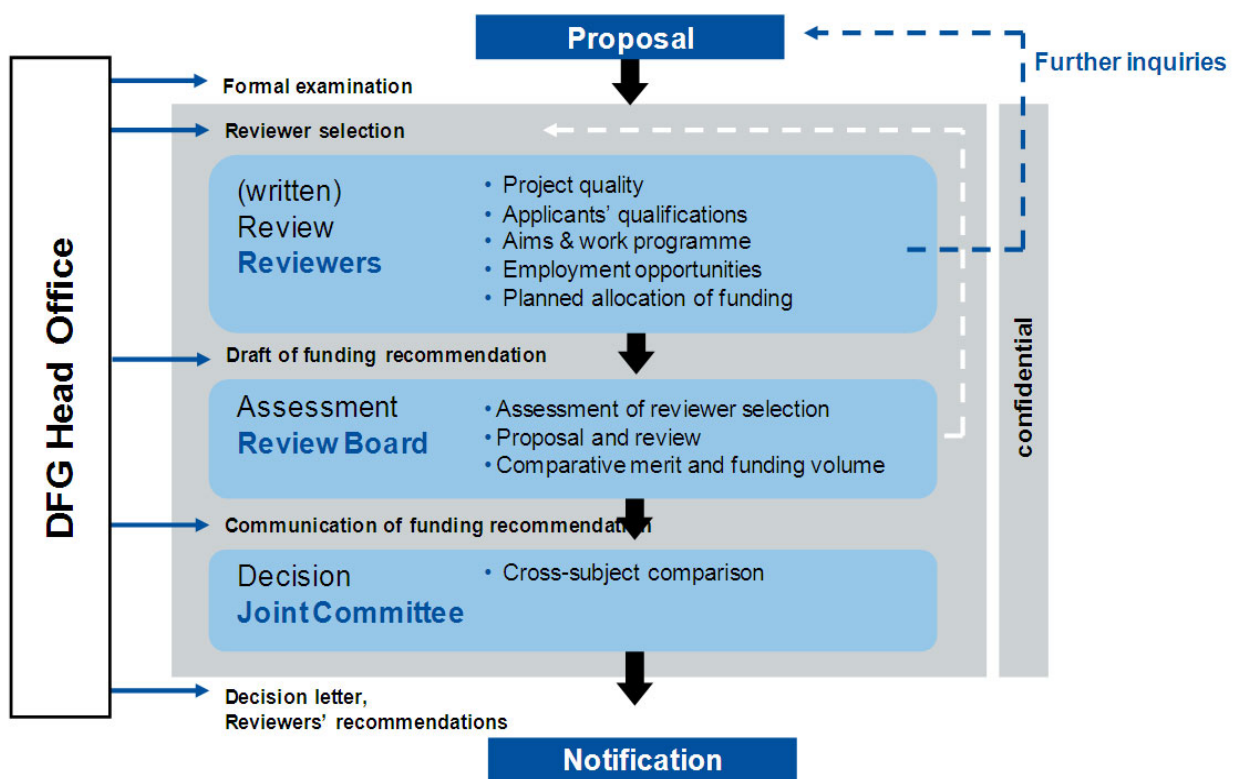 Proposal
Further inquiries
DFG Head Office
Formal examination
Reviewer selection
(written)
Review
Reviewers
• Project quality
• Applicants’ qualifications
• Aims & work programme
• Employment opportunities
• Planned allocation of funding
confidential
Draft of funding recommendation
Assessment
Review Board
• Assessment of reviewer selection
• Proposal and review
• Comparative merit and funding volume
Communication of funding recommendation
Decision
Joint Committee
• Cross-subject comparison
Decision letter,
Reviewers’ recommendations
Notification